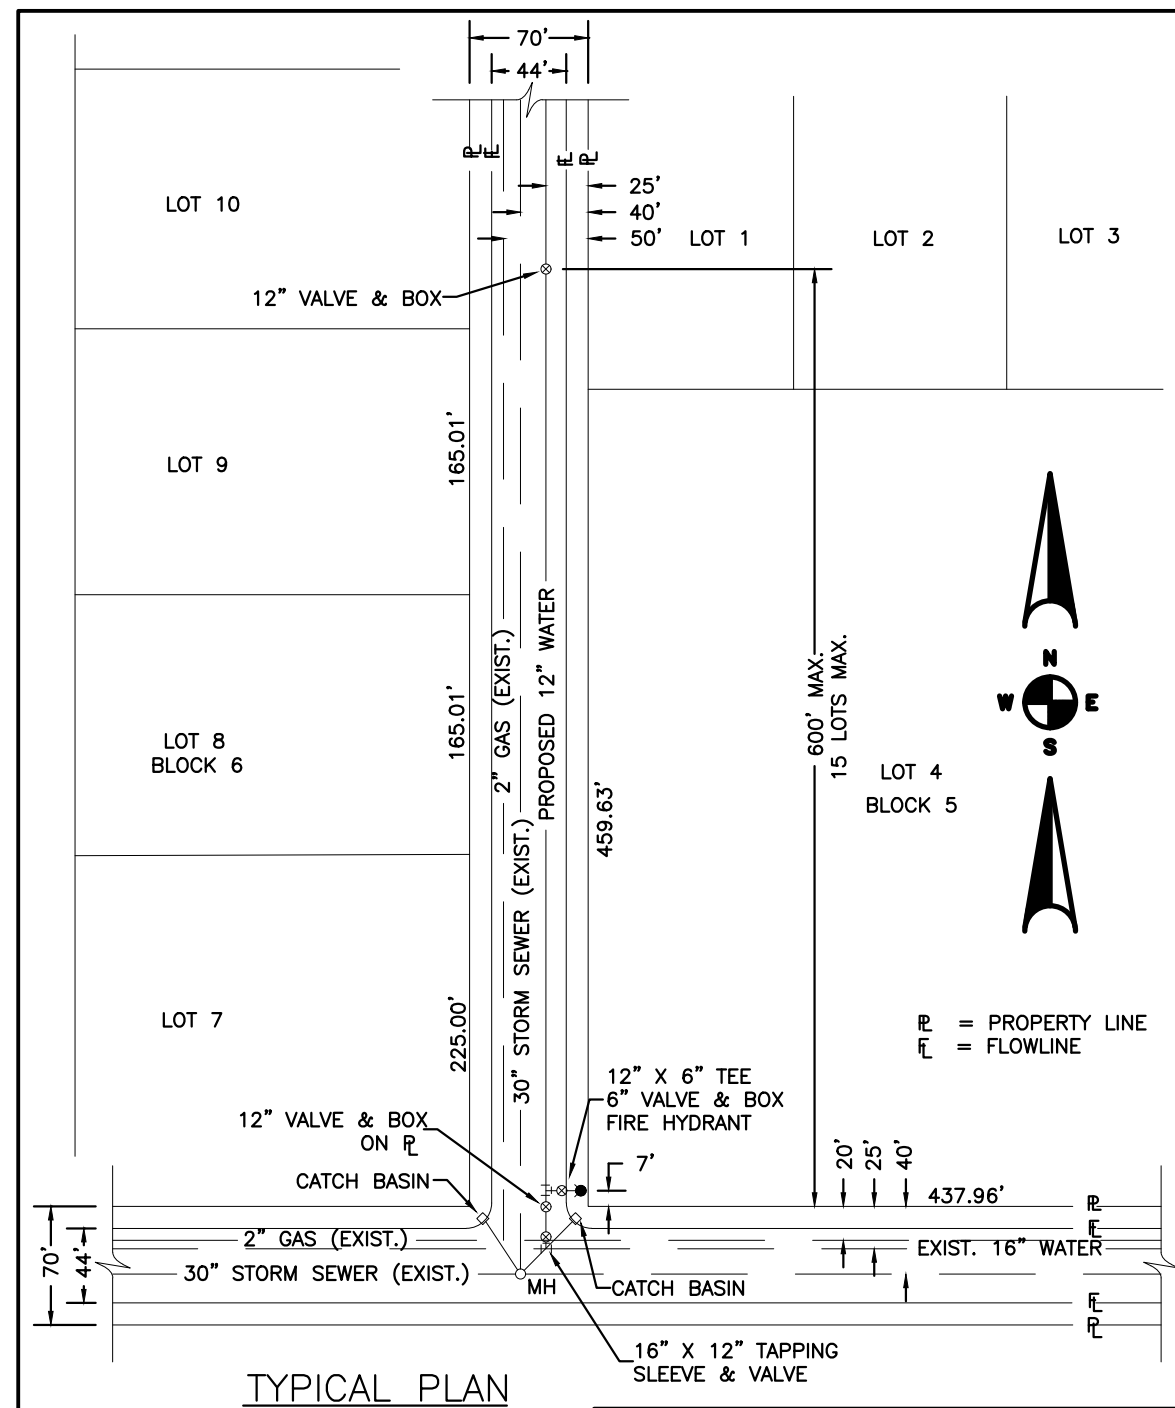 70'
44'
℄ ℄ ℄ ℄
25'
40'
50'
LOT 10
LOT 1
LOT 2
LOT 3
12" VALVE & BOX
165.01'
LOT 9
2" GAS (EXIST.)
PROPOSED 12" WATER
600' MAX.
15 LOTS MAX.
N
W E
S
165.01'
LOT 8
BLOCK 6
LOT 4
BLOCK 5
459.63'
30" STORM SEWER (EXIST.)
225.00'
LOT 7
PL = PROPERTY LINE
FL = FLOWLINE
12" X 6" TEE
6" VALVE & BOX
FIRE HYDRANT
12" VALVE & BOX
ON PL
7'
20'
25'
40'
CATCH BASIN
437.96'
PL
FL
2" GAS (EXIST.)
EXIST. 16" WATER
70'
44'
30" STORM SEWER (EXIST.)
MH
CATCH BASIN
FL
PL
16" X 12" TAPPING
SLEEVE & VALVE
TYPICAL PLAN